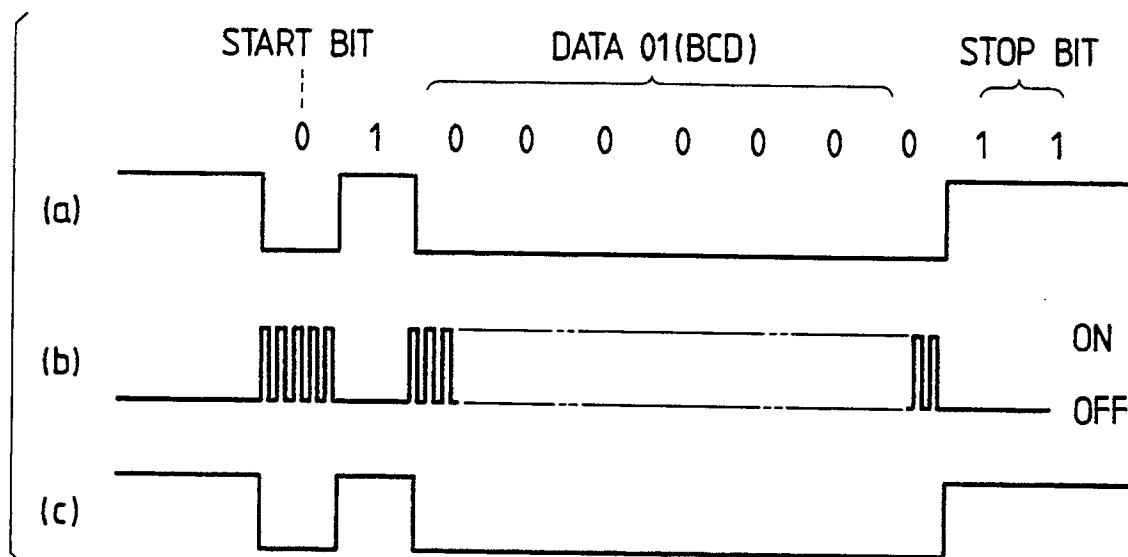 START BIT DATA 01(BCD) STOP BIT
0 1 0 0 0 0 0 0 0 1 1
(a)
(b) ON
OFF
(c)